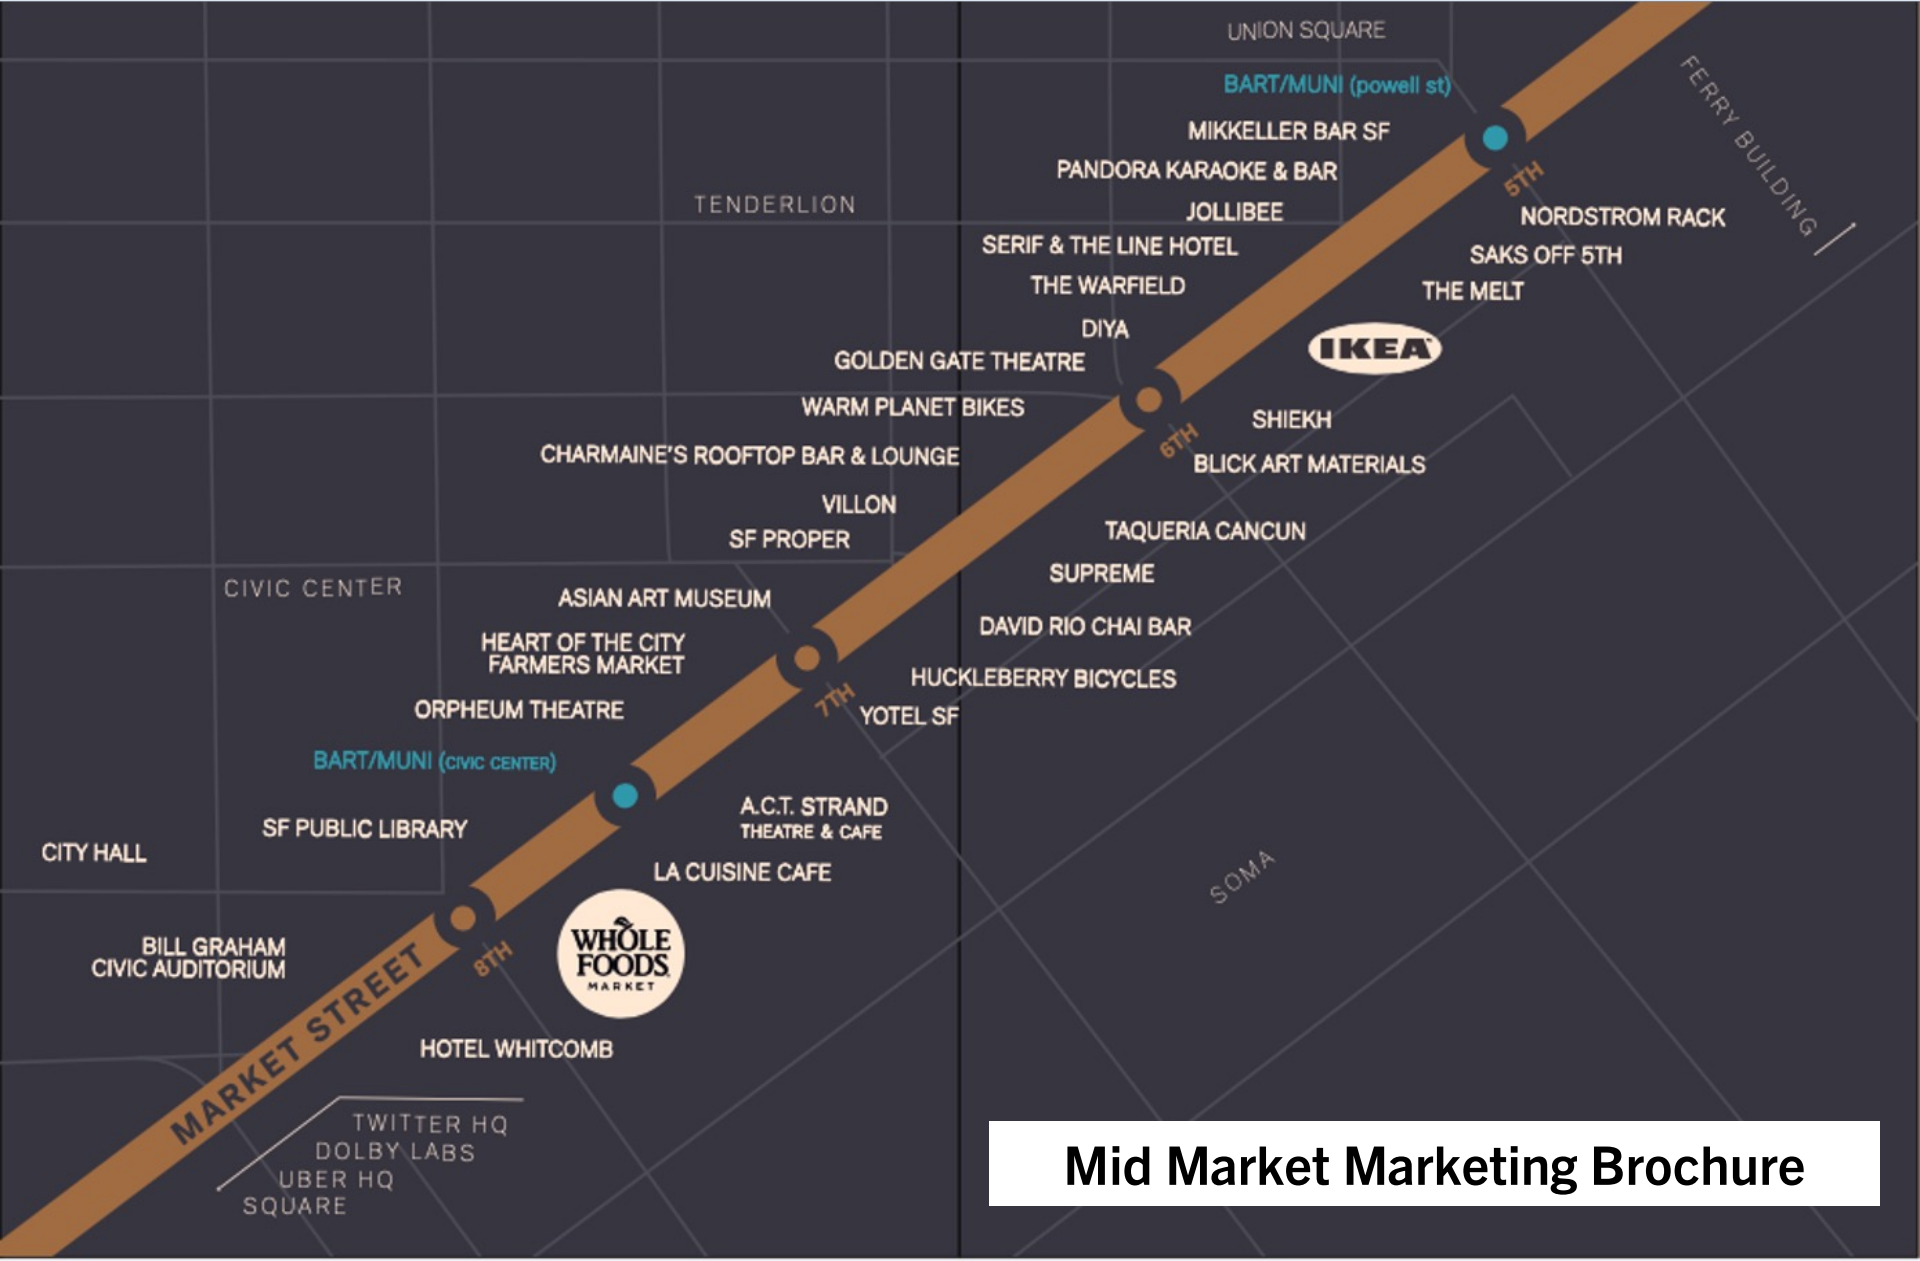 UNION SQUARE
BART/MUNI (powell st)
FERRY BUILDING
MIKKELLER BAR SF
PANDORA KARAOKE & BAR
5TH
TENDERLION
JOLLIBEE
NORDSTROM RACK
SERIF & THE LINE HOTEL
SAKS OFF 5TH
THE WARFIELD
THE MELT
DIYA
IKEA
GOLDEN GATE THEATRE
WARM PLANET BIKES
SHIEKH
6TH
CHARMAINE'S ROOFTOP BAR & LOUNGE
BLICK ART MATERIALS
VILLON
TAQUERIA CANCUN
SF PROPER
SUPREME
CIVIC CENTER
ASIAN ART MUSEUM
DAVID RIO CHAI BAR
HEART OF THE CITY
FARMERS MARKET
HUCKLEBERRY BICYCLES
7TH
ORPHEUM THEATRE
YOTEL SF
BART/MUNI (CIVIC CENTER)
A.C.T. STRAND
THEATRE & CAFE
SF PUBLIC LIBRARY
CITY HALL
LA CUISINE CAFE
SOMA
BILL GRAHAM
CIVIC AUDITORIUM
8TH
WHOLE
FOODS
MARKET
MARKET STREET
HOTEL WHITCOMB
TWITTER HQ
DOLBY LABS
UBER HQ
SQUARE
Mid Market Marketing Brochure